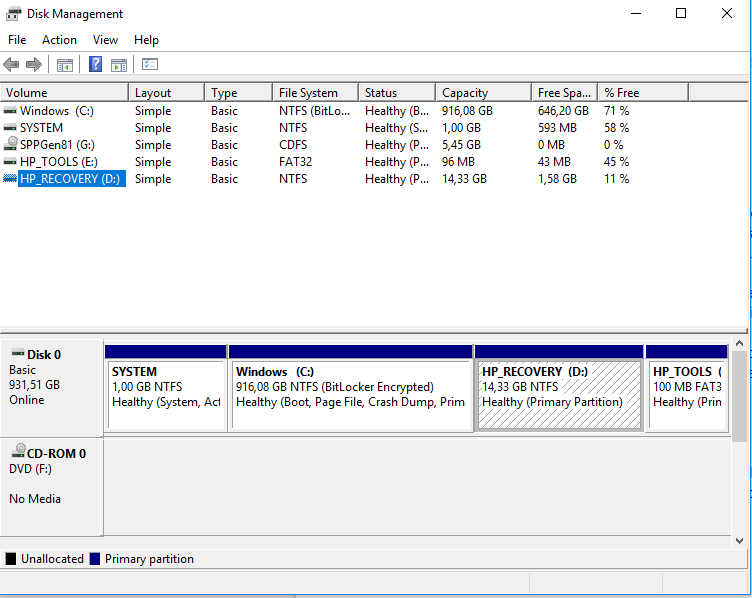 Disk Management
File Action View Help
Volume Layout Type File System Status Capacity Free Spa... % Free
Windows (C:) Simple Basic NTFS (BitLo... Healthy (B... 916,08 GB 646,20 GB 71 %
SYSTEM Simple Basic NTFS Healthy (S... 1,00 GB 593 MB 58 %
SPPGen81 (G:) Simple Basic CDFS Healthy (P... 5,45 GB 0 MB 0 %
HP_TOOLS (E:) Simple Basic FAT32 Healthy (P... 96 MB 43 MB 45 %
HP_RECOVERY (D:) Simple Basic NTFS Healthy (P... 14,33 GB 1,58 GB 11 %
Disk 0
Basic
931,51 GB
Online
SYSTEM
1,00 GB NTFS
Healthy (System, Act
Windows (C:)
916,08 GB NTFS (BitLocker Encrypted)
Healthy (Boot, Page File, Crash Dump, Prim
HP_RECOVERY (D:)
14,33 GB NTFS
Healthy (Primary Partition)
HP_TOOLS (
100 MB FAT3
Healthy (Prin
CD-ROM 0
DVD (F:)
No Media
Unallocated Primary partition